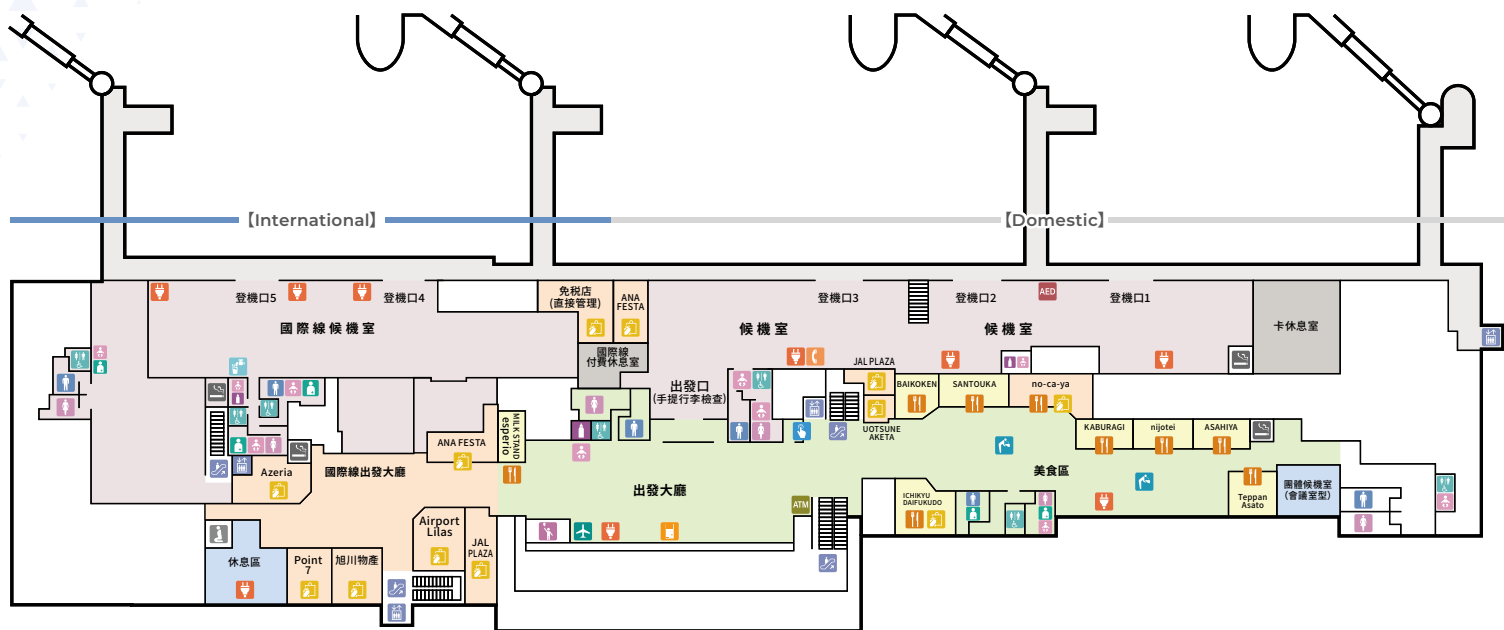 【International】
【Domestic】
登機口5
登機口4
免税店
(直接管理)
ANA
FESTA
登機口3
登機口2
AED
登機口1
國際線候機室
候機室
候機室
卡休息室
國際線
付費休息室
出發口
(手提行李檢查)
JAL PLAZA
BAIKOKEN
SANTOUKA
no-ca-ya
UOTSUNE
AKETA
MILK STAND
esperio
ANA FESTA
KABURAGI
nijotei
ASAHIYA
Azeria
國際線出發大廳
出發大廳
美食區
ATM
ICHIKYU
DAIFUKUDO
Teppan
Asato
團體候機室
(會議室型)
Airport
Lilas
JAL
PLAZA
休息區
Point
7
旭川物產